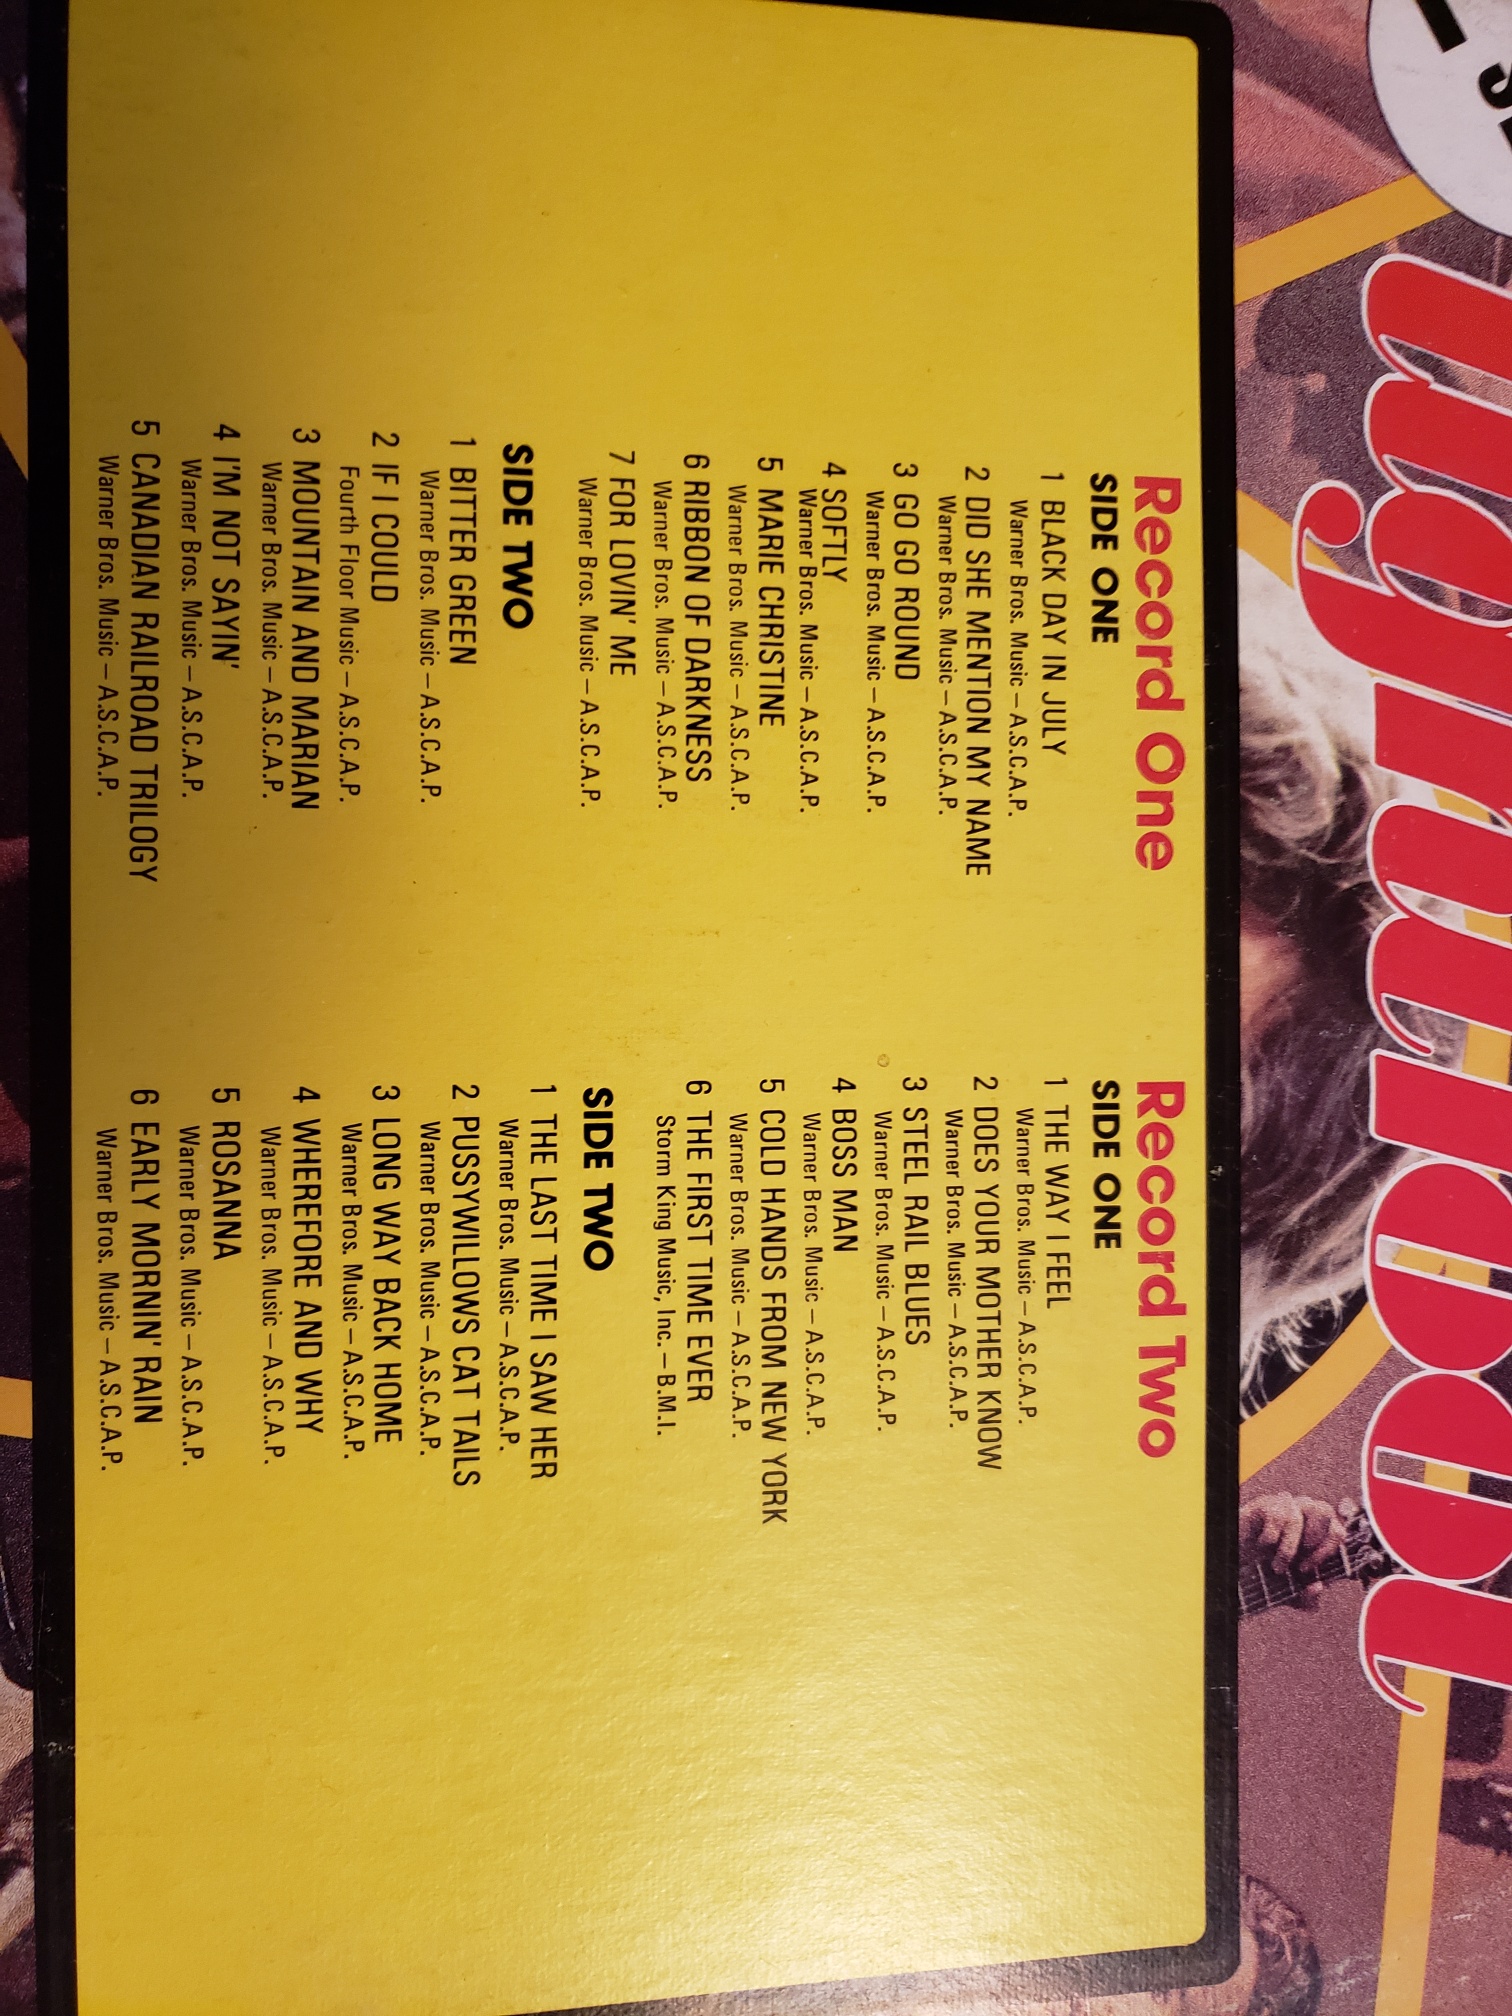 Record One
SIDE ONE
1 BLACK DAY IN JULY
Warner Bros. Music – A.S.C.A.P.
2 DID SHE MENTION MY NAME
Warner Bros. Music – A.S.C.A.P.
3 GO GO ROUND
Warner Bros. Music – A.S.C.A.P.
4 SOFTLY
Warner Bros. Music – A.S.C.A.P.
5 MARIE CHRISTINE
Warner Bros. Music – A.S.C.A.P.
6 RIBBON OF DARKNESS
Warner Bros. Music – A.S.C.A.P.
7 FOR LOVIN' ME
Warner Bros. Music – A.S.C.A.P.
SIDE TWO
1 BITTER GREEN
Warner Bros. Music – A.S.C.A.P.
2 IF I COULD
Fourth Floor Music – A.S.C.A.P.
3 MOUNTAIN AND MARIAN
Warner Bros. Music – A.S.C.A.P.
4 I'M NOT SAYIN'
Warner Bros. Music – A.S.C.A.P.
5 CANADIAN RAILROAD TRILOGY
Warner Bros. Music – A.S.C.A.P.
Record Two
SIDE ONE
1 THE WAY I FEEL
Warner Bros. Music – A.S.C.A.P.
2 DOES YOUR MOTHER KNOW
Warner Bros. Music – A.S.C.A.P.
3 STEEL RAIL BLUES
Warner Bros. Music – A.S.C.A.P.
4 BOSS MAN
Warner Bros. Music – A.S.C.A.P.
5 COLD HANDS FROM NEW YORK
Warner Bros. Music – A.S.C.A.P.
6 THE FIRST TIME EVER
Storm King Music, Inc. – B.M.I.
SIDE TWO
1 THE LAST TIME I SAW HER
Warner Bros. Music – A.S.C.A.P.
2 PUSSYWILLOWS CAT TAILS
Warner Bros. Music – A.S.C.A.P.
3 LONG WAY BACK HOME
Warner Bros. Music – A.S.C.A.P.
4 WHEREFORE AND WHY
Warner Bros. Music – A.S.C.A.P.
5 ROSANNA
Warner Bros. Music – A.S.C.A.P.
6 EARLY MORNIN' RAIN
Warner Bros. Music – A.S.C.A.P.